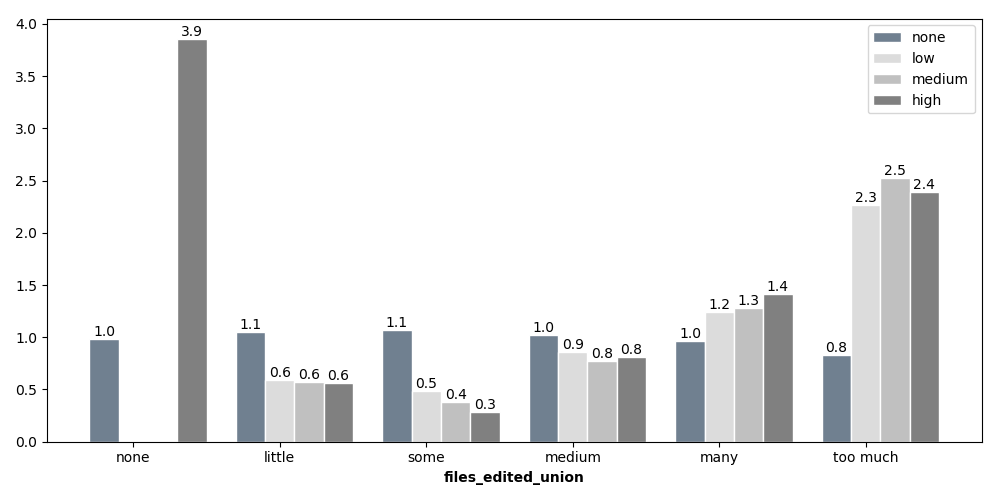 4.0
3.5
3.0
2.5
2.0
1.5
1.0
0.5
0.0
none
low
medium
high
1.0 3.9
1.1 0.6 0.6 0.6
1.1 0.5 0.4 0.3
1.0 0.9 0.8 0.8
1.0 1.2 1.3 1.4
0.8 2.3 2.5 2.4
none little some medium many too much
files_edited_union